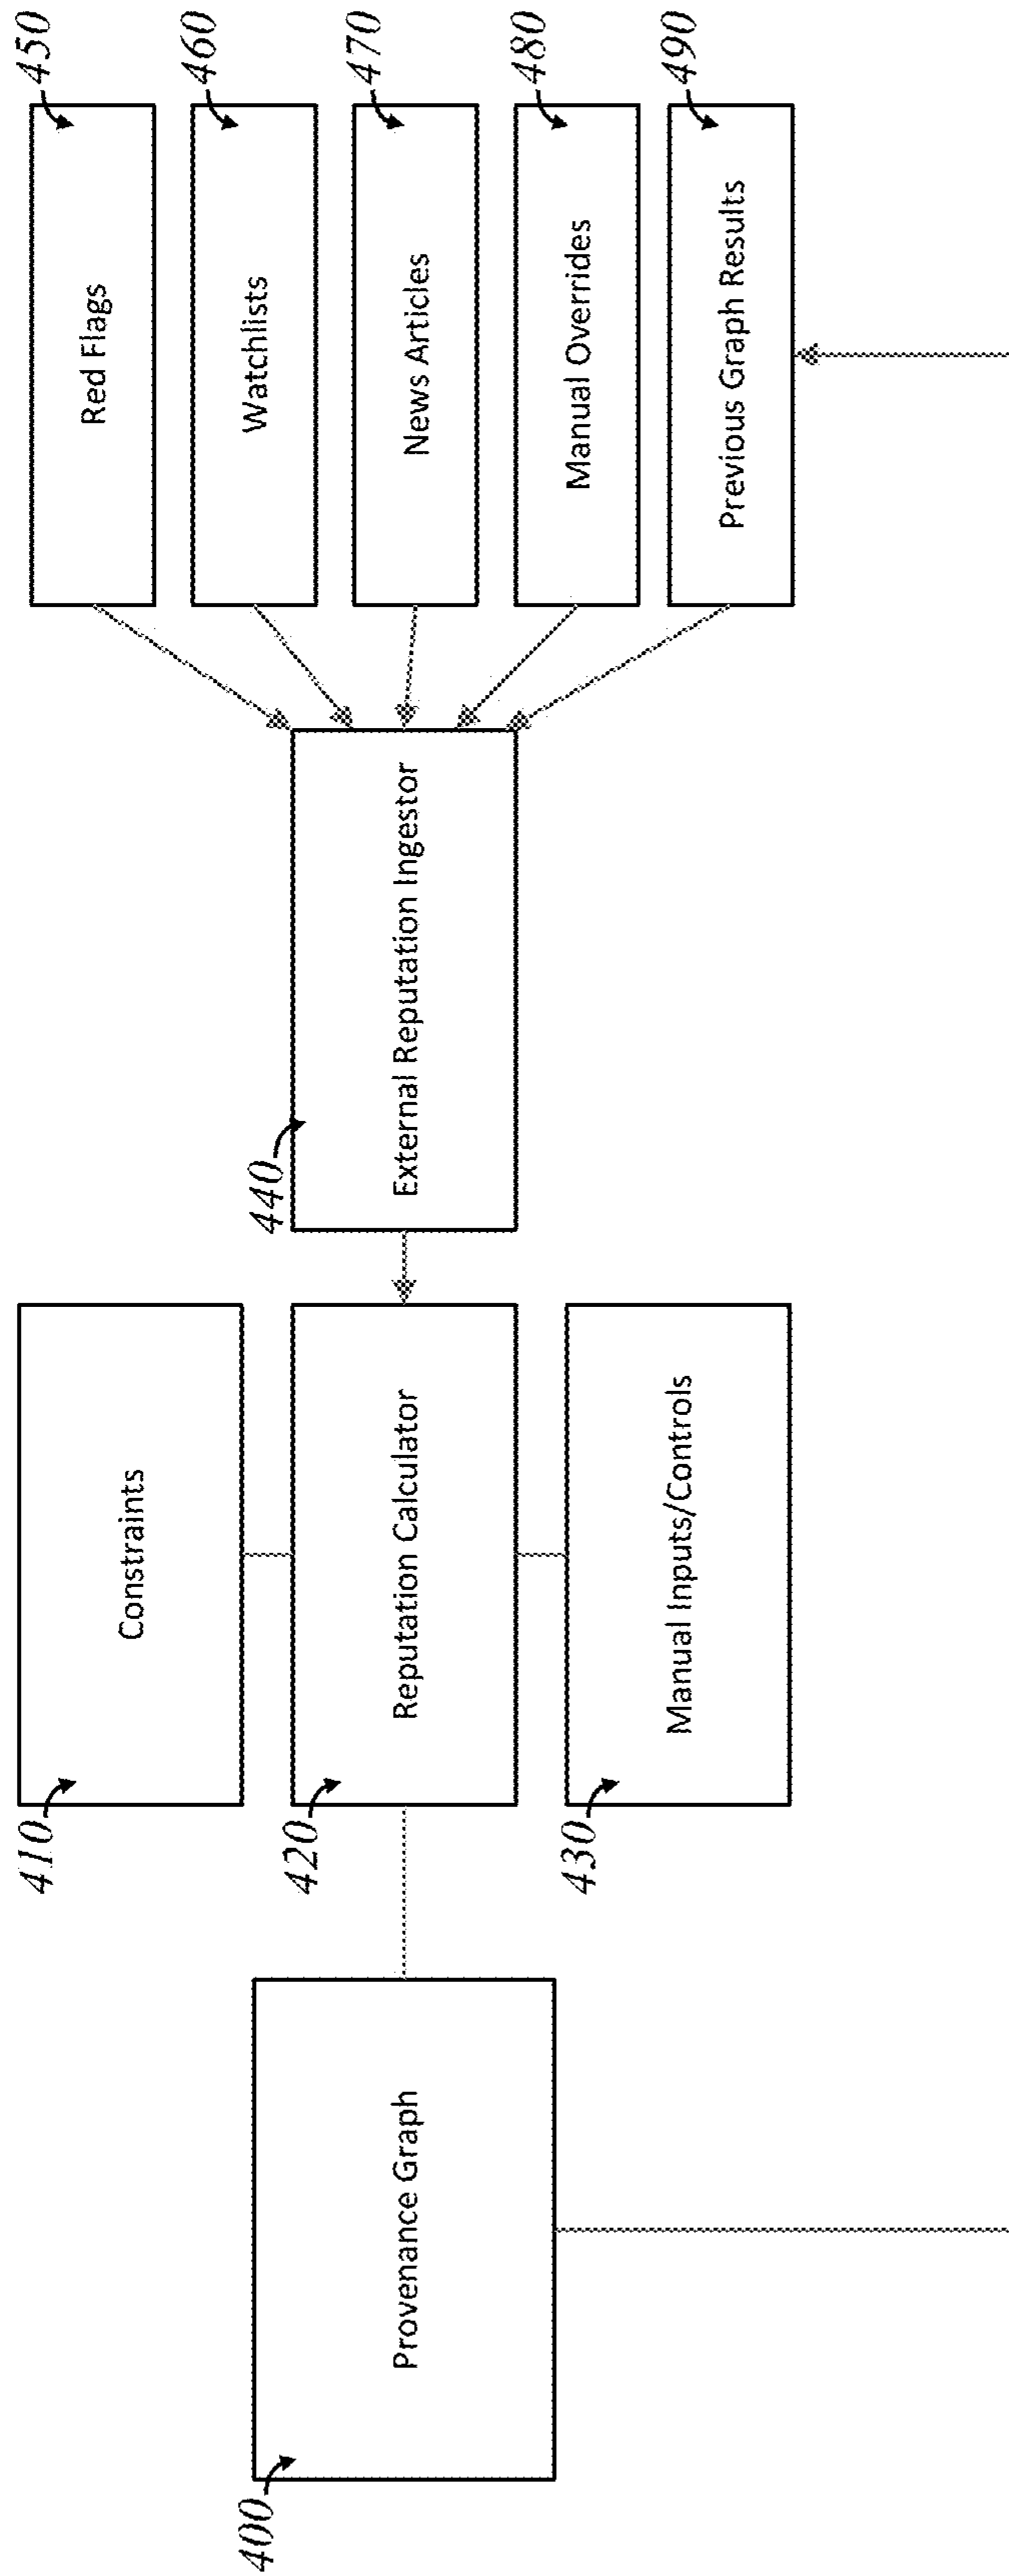 400
Provenance Graph
410
Constraints
420
Reputation Calculator
430
Manual Inputs/Controls
440
External Reputation Ingestor
450
Red Flags
460
Watchlists
470
News Articles
480
Manual Overrides
490
Previous Graph Results